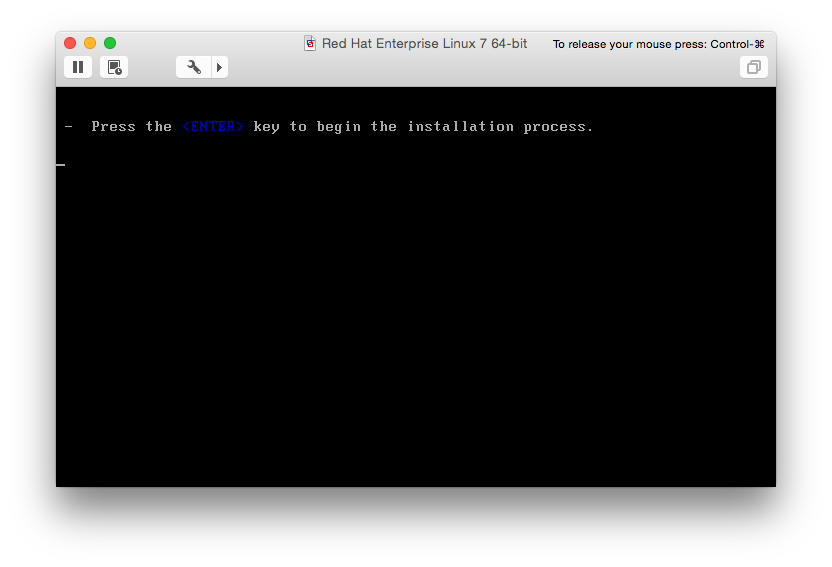 Red Hat Enterprise Linux 7 64-bit
To release your mouse press: Control-⌘
-  Press the <ENTER> key to begin the installation process.